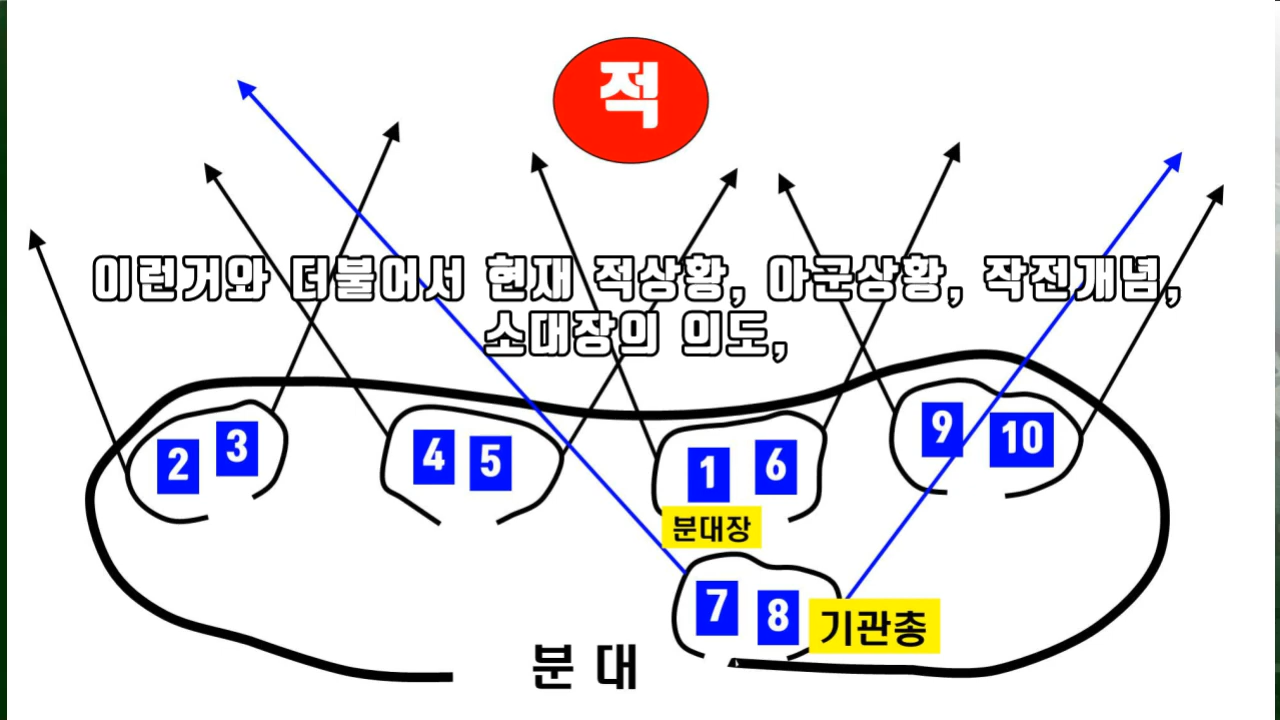 적
이런거와 더불어서 현재 적상황, 아군상황, 작전개념,
소대장의 의도,
2 3 4 5 1 6 9 10
분대장
7 8 기관총
분 대